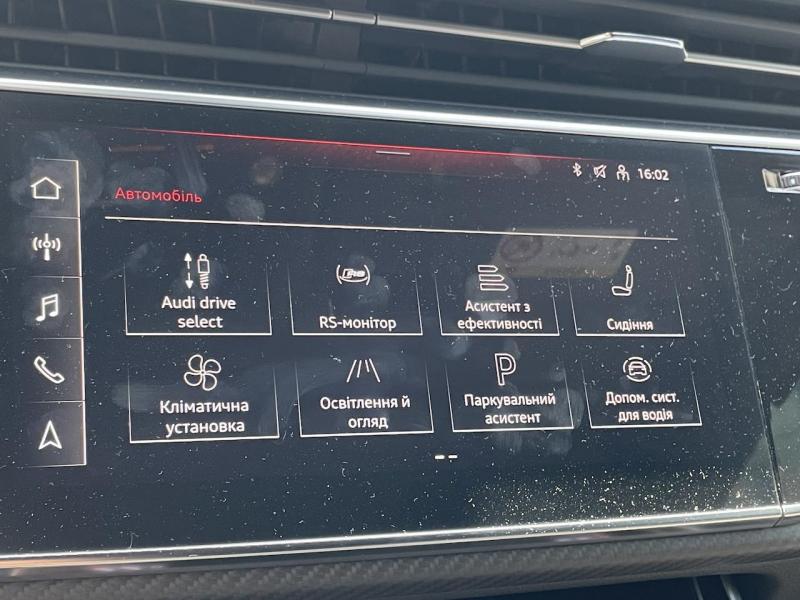 16:02
Автомобіль
Audi drive
select
RS-монітор
Асистент з
ефективності
Сидіння
Кліматична
установка
Освітлення й
огляд
Паркувальний
асистент
Допом. сист.
для водія